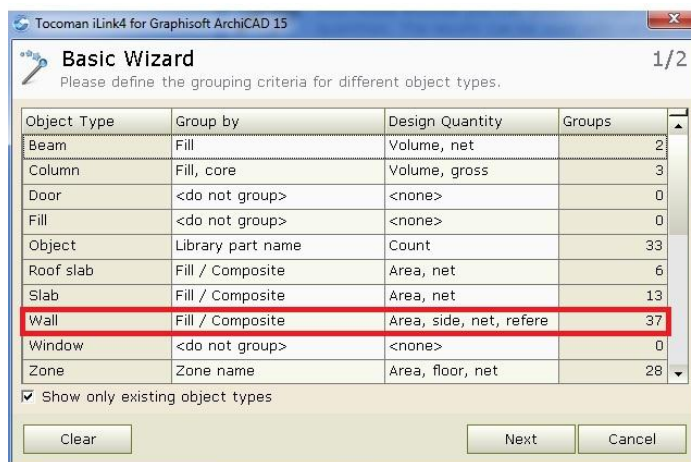 Tocoman iLink4 for Graphisoft ArchiCAD 15
Basic Wizard 1/2
Please define the grouping criteria for different object types.
Object Type Group by Design Quantity Groups
Beam Fill Volume, net 2
Column Fill, core Volume, gross 3
Door <do not group> <none> 0
Fill <do not group> <none> 0
Object Library part name Count 33
Roof slab Fill / Composite Area, net 6
Slab Fill / Composite Area, net 13
Wall Fill / Composite Area, side, net, refere 37
Window <do not group> <none> 0
Zone Zone name Area, floor, net 28
Show only existing object types
Clear Next Cancel